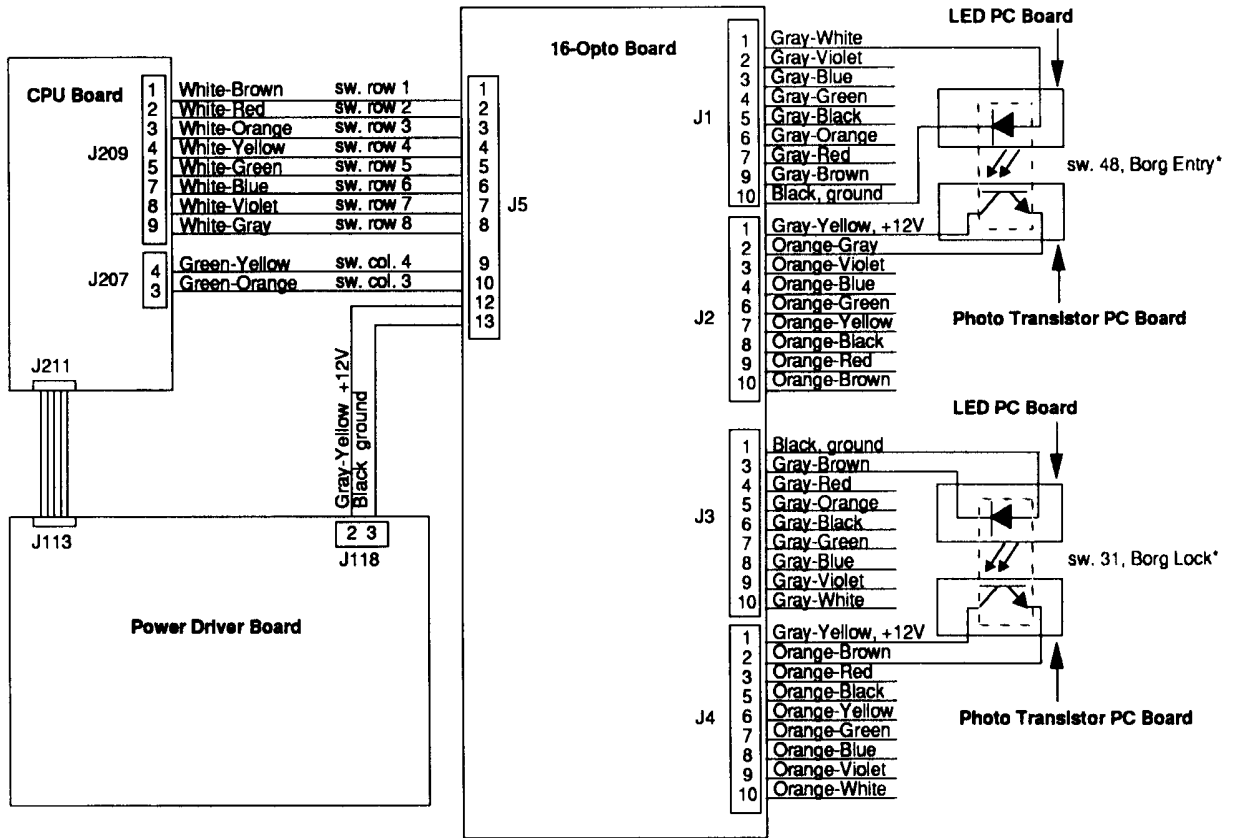 LED PC Board
16-Opto Board
CPU Board
J209
1 White-Brown sw. row 1 1
2 White-Red sw. row 2 2
3 White-Orange sw. row 3 3
4 White-Yellow sw. row 4 4
5 White-Green sw. row 5 5
7 White-Blue sw. row 6 6
8 White-Violet sw. row 7 7
9 White-Gray sw. row 8 8
J5
J207
4 Green-Yellow sw. col. 4 9
3 Green-Orange sw. col. 3 10
12
13
J211
Gray-Yellow +12V
Black ground
J113
2 3
J118
Power Driver Board
J1
1 Gray-White
2 Gray-Violet
3 Gray-Blue
4 Gray-Green
5 Gray-Black
6 Gray-Orange
7 Gray-Red
9 Gray-Brown
10 Black, ground
sw. 48, Borg Entry*
J2
1 Gray-Yellow, +12V
2 Orange-Gray
3 Orange-Violet
4 Orange-Blue
6 Orange-Green
7 Orange-Yellow
8 Orange-Black
9 Orange-Red
10 Orange-Brown
Photo Transistor PC Board
LED PC Board
J3
1 Black, ground
3 Gray-Brown
4 Gray-Red
5 Gray-Orange
6 Gray-Black
7 Gray-Green
8 Gray-Blue
9 Gray-Violet
10 Gray-White
sw. 31, Borg Lock*
J4
1 Gray-Yellow, +12V
2 Orange-Brown
3 Orange-Red
5 Orange-Black
6 Orange-Yellow
7 Orange-Green
8 Orange-Blue
9 Orange-Violet
10 Orange-White
Photo Transistor PC Board